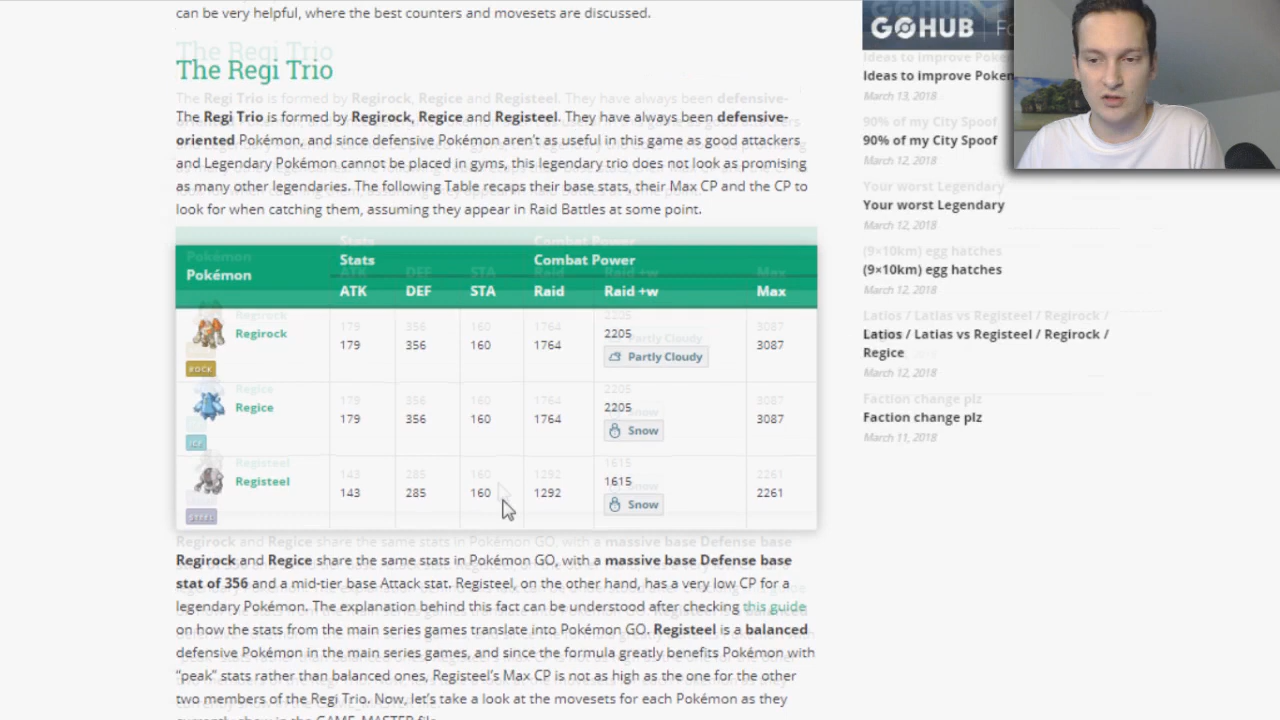 can be very helpful, where the best counters and movesets are discussed.
The Regi Trio
The Regi Trio is formed by Regirock, Regice and Registeel. They have always been defensive-
oriented Pokémon, and since defensive Pokémon aren't as useful in this game as good attackers
and Legendary Pokémon cannot be placed in gyms, this legendary trio does not look as promising
as many other legendaries. The following Table recaps their base stats, their Max CP and the CP to
look for when catching them, assuming they appear in Raid Battles at some point.
Pokémon
Stats
Combat Power
ATK DEF STA Raid Raid +w Max
Regirock 179 356 160 1764 2205 3087
Partly Cloudy
ROCK
Regice 179 356 160 1764 2205 3087
Snow
ICE
Registeel 143 285 160 1292 1615 2261
Snow
STEEL
Regirock and Regice share the same stats in Pokémon GO, with a massive base Defense base
stat of 356 and a mid-tier base Attack stat. Registeel, on the other hand, has a very low CP for a
legendary Pokémon. The explanation behind this fact can be understood after checking this guide
on how the stats from the main series games translate into Pokémon GO. Registeel is a balanced
defensive Pokémon in the main series games, and since the formula greatly benefits Pokémon with
"peak" stats rather than balanced ones, Registeel's Max CP is not as high as the one for the other
two members of the Regi Trio. Now, let's take a look at the movesets for each Pokémon as they
currently show in the GAME_MASTER file.
GOHUB Fo
Ideas to improve Poken
March 13, 2018
90% of my City Spoof
March 12, 2018
Your worst Legendary
March 12, 2018
(9×10km) egg hatches
March 12, 2018
Latios / Latias vs Registeel / Regirock /
Regice
March 12, 2018
Faction change plz
March 11, 2018